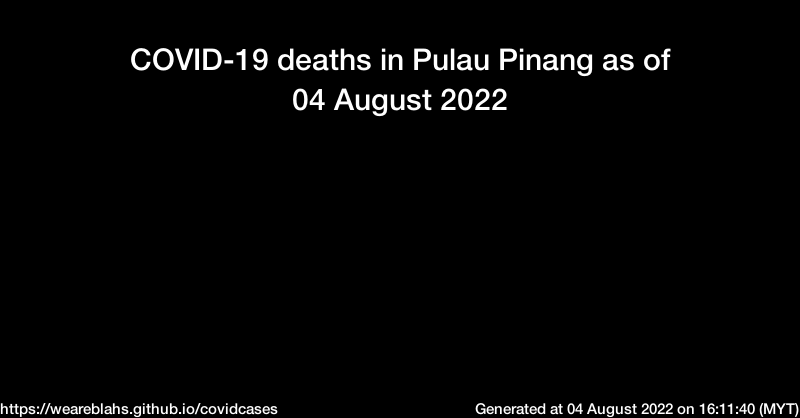 COVID-19 deaths in Pulau Pinang as of
04 August 2022
https://weareblahs.github.io/covidcases
Generated at 04 August 2022 on 16:11:40 (MYT)